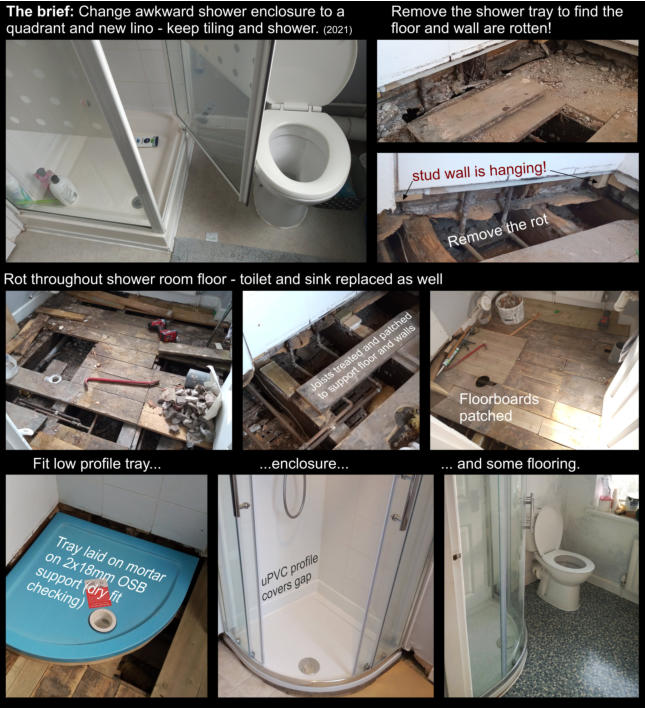 The brief: Change awkward shower enclosure to a
quadrant and new lino - keep tiling and shower. (2021)
Remove the shower tray to find the
floor and wall are rotten!
stud wall is hanging!
Remove the rot
Rot throughout shower room floor - toilet and sink replaced as well
Joists treated and patched
to support floor and walls
Floorboards
patched
Fit low profile tray...
...enclosure...
... and some flooring.
Tray laid on mortar
on 2x18mm OSB
support (dry fit
checking)
uPVC profile
covers gap